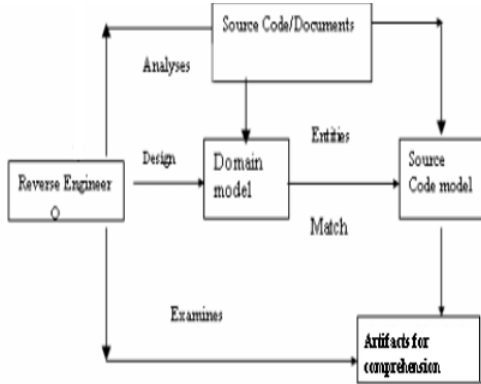 Source Code/Documents
Analyses
Entities
Design
Domain
model
Source
Code model
Reverse Engineer
Match
Examines
Artifacts for
comprehension